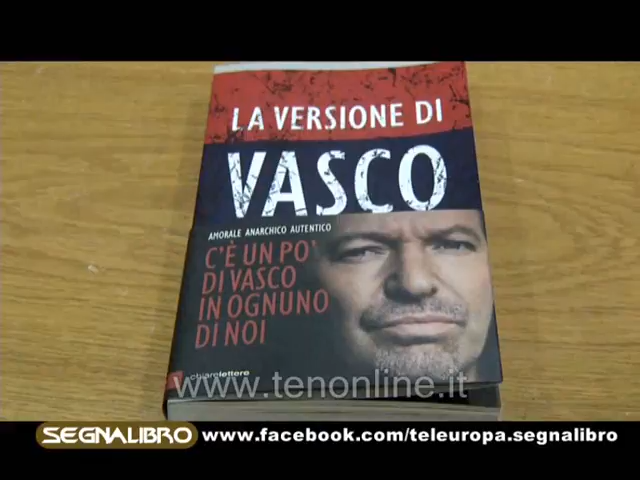 LA VERSIONE DI
VASCO
AMORALE ANARCHICO AUTENTICO
C'È UN PO'
DI VASCO
IN OGNUNO
DI NOI
chiarelettere
www.tenonline.it
SEGNALIBRO www.facebook.com/teleuropa.segnalibro